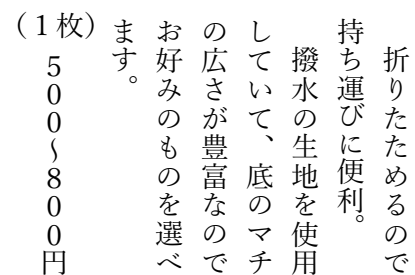 折りたためるので
持ち運びに便利。
撥水の生地を使用
していて、底のマチ
の広さが豊富なので
お好みのものを選べ
ます。
(1枚)
500〜800円